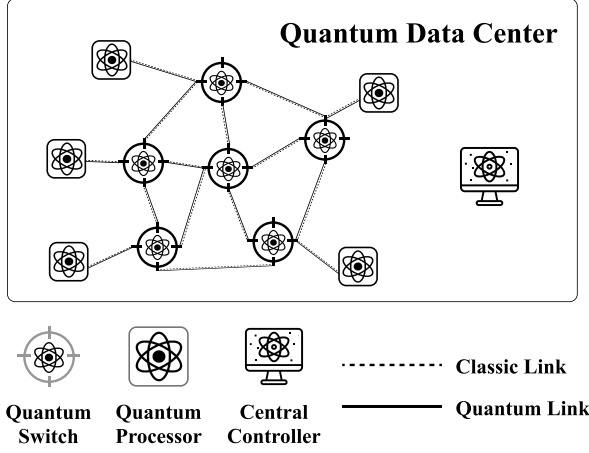 Quantum Data Center
Classic Link
Quantum Link
Quantum
Switch
Quantum
Processor
Central
Controller